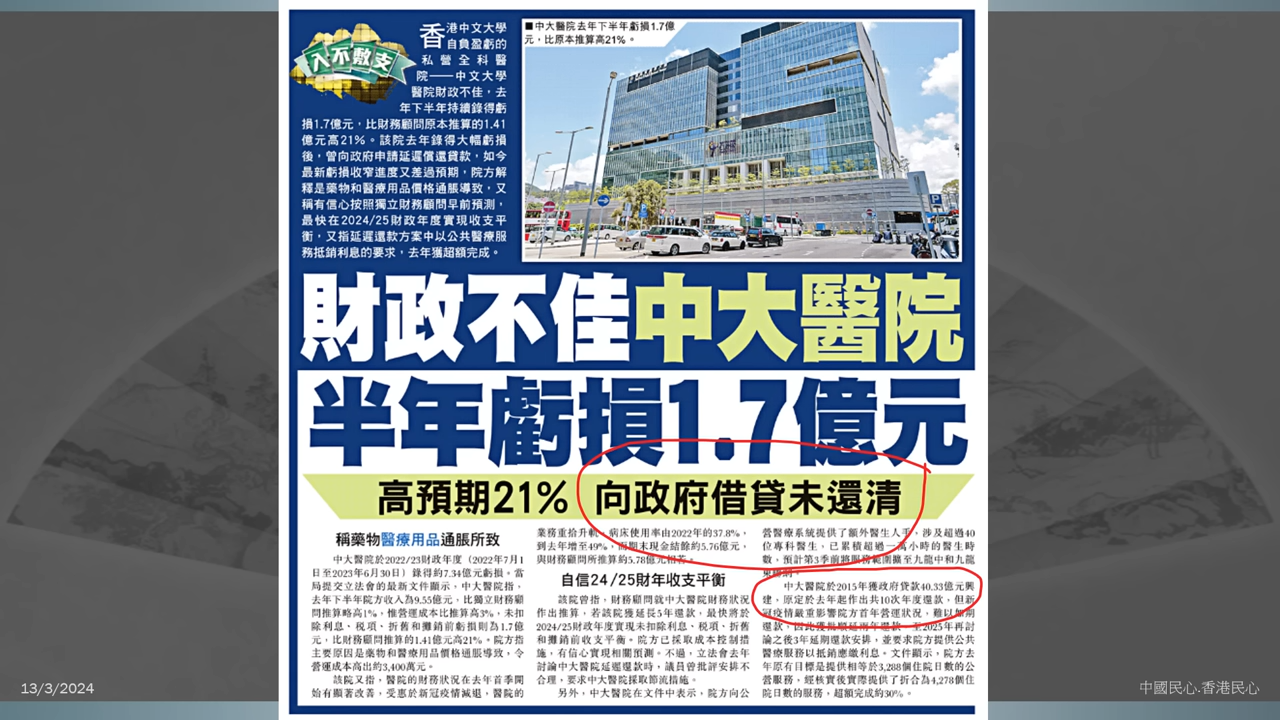 入不敷支
香港中文大學
自負盈虧的
私營全科醫
院——中文大學
醫院財政不佳，去
年下半年持續錄得虧
損1.7億元，比財務顧問原本推算的1.41
億元高21%。該院去年錄得大幅虧損
後，曾向政府申請延遲償還貸款，如今
最新虧損收窄進度又差過預期，院方解
釋是藥物和醫療用品價格通脹導致，又
稱有信心按照獨立財務顧問早前預測，
最快在2024/25財政年度實現收支平
衡，又指延遲還款方案中以公共醫療服
務抵銷利息的要求，去年獲超額完成。
■中大醫院去年下半年虧損1.7億
元，比原本推算高21%。
財政不佳中大醫院
半年虧損1.7億元
高預期21% 向政府借貸未還清
稱藥物醫療用品通脹所致
中大醫院於2022/23財政年度（2022年7月1
日至2023年6月30日）錄得約7.34億元虧損。當
局提交立法會的最新文件顯示，中大醫院指，
去年下半年院方收入為9.55億元，比獨立財務顧
問推算略高1%，惟營運成本比推算高3%，未扣
除利息、稅項、折舊和攤銷前虧損則為1.7億
元，比財務顧問推算的1.41億元高21%。院方指
主要原因是藥物和醫療用品價格通脹導致，令
營運成本高出約3,400萬元。
該院又指，醫院的財務狀況在去年首季開
始有顯著改善，受惠於新冠疫情減退，醫院的
業務重拾升軌，病床使用率由2022年的37.8%，
到去年增至49%，而期末現金結餘約5.76億元，
與財務顧問所推算約5.78億元相若。
自信24/25財年收支平衡
該院曾指，財務顧問就中大醫院財務狀況
作出推算，若該院獲延長5年還款，最快將於
2024/25財政年度實現未扣除利息、稅項、折舊
和攤銷前收支平衡。院方已採取成本控制措
施，有信心實現相關預測。不過，立法會去年
討論中大醫院延遲還款時，議員曾批評安排不
合理，要求中大醫院採取節流措施。
另外，中大醫院在文件中表示，院方向公
營醫療系統提供了額外醫生人手，涉及超過40
位專科醫生，已累積超過一萬小時的醫生時
數，預計第3季前將服務範圍擴至九龍中和九龍
東聯網。
中大醫院於2015年獲政府貸款40.33億元興
建，原定於去年起作出共10次年度還款，但新
冠疫情嚴重影響院方首年營運狀況，難以如期
還款，因此獲批順延兩年還款，至2025年再討
論之後3年延期還款安排，並要求院方提供公共
醫療服務以抵銷應繳利息。文件顯示，院方去
年原有目標是提供相等於3,288個住院日數的公
營服務，經核實後實際提供了折合為4,278個住
院日數的服務，超額完成約30%。
13/3/2024
中國民心.香港民心